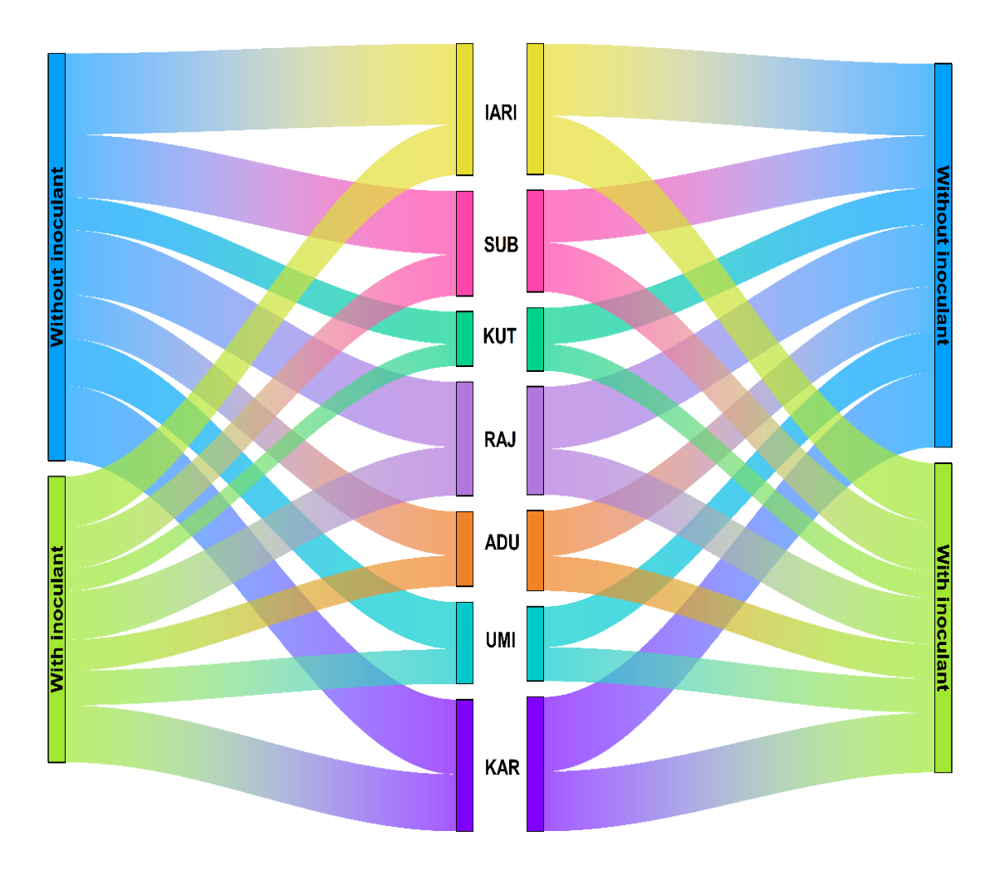 Without inoculant
With inoculant
IARI
SUB
KUT
RAJ
ADU
UMI
KAR
Without inoculant
With inoculant